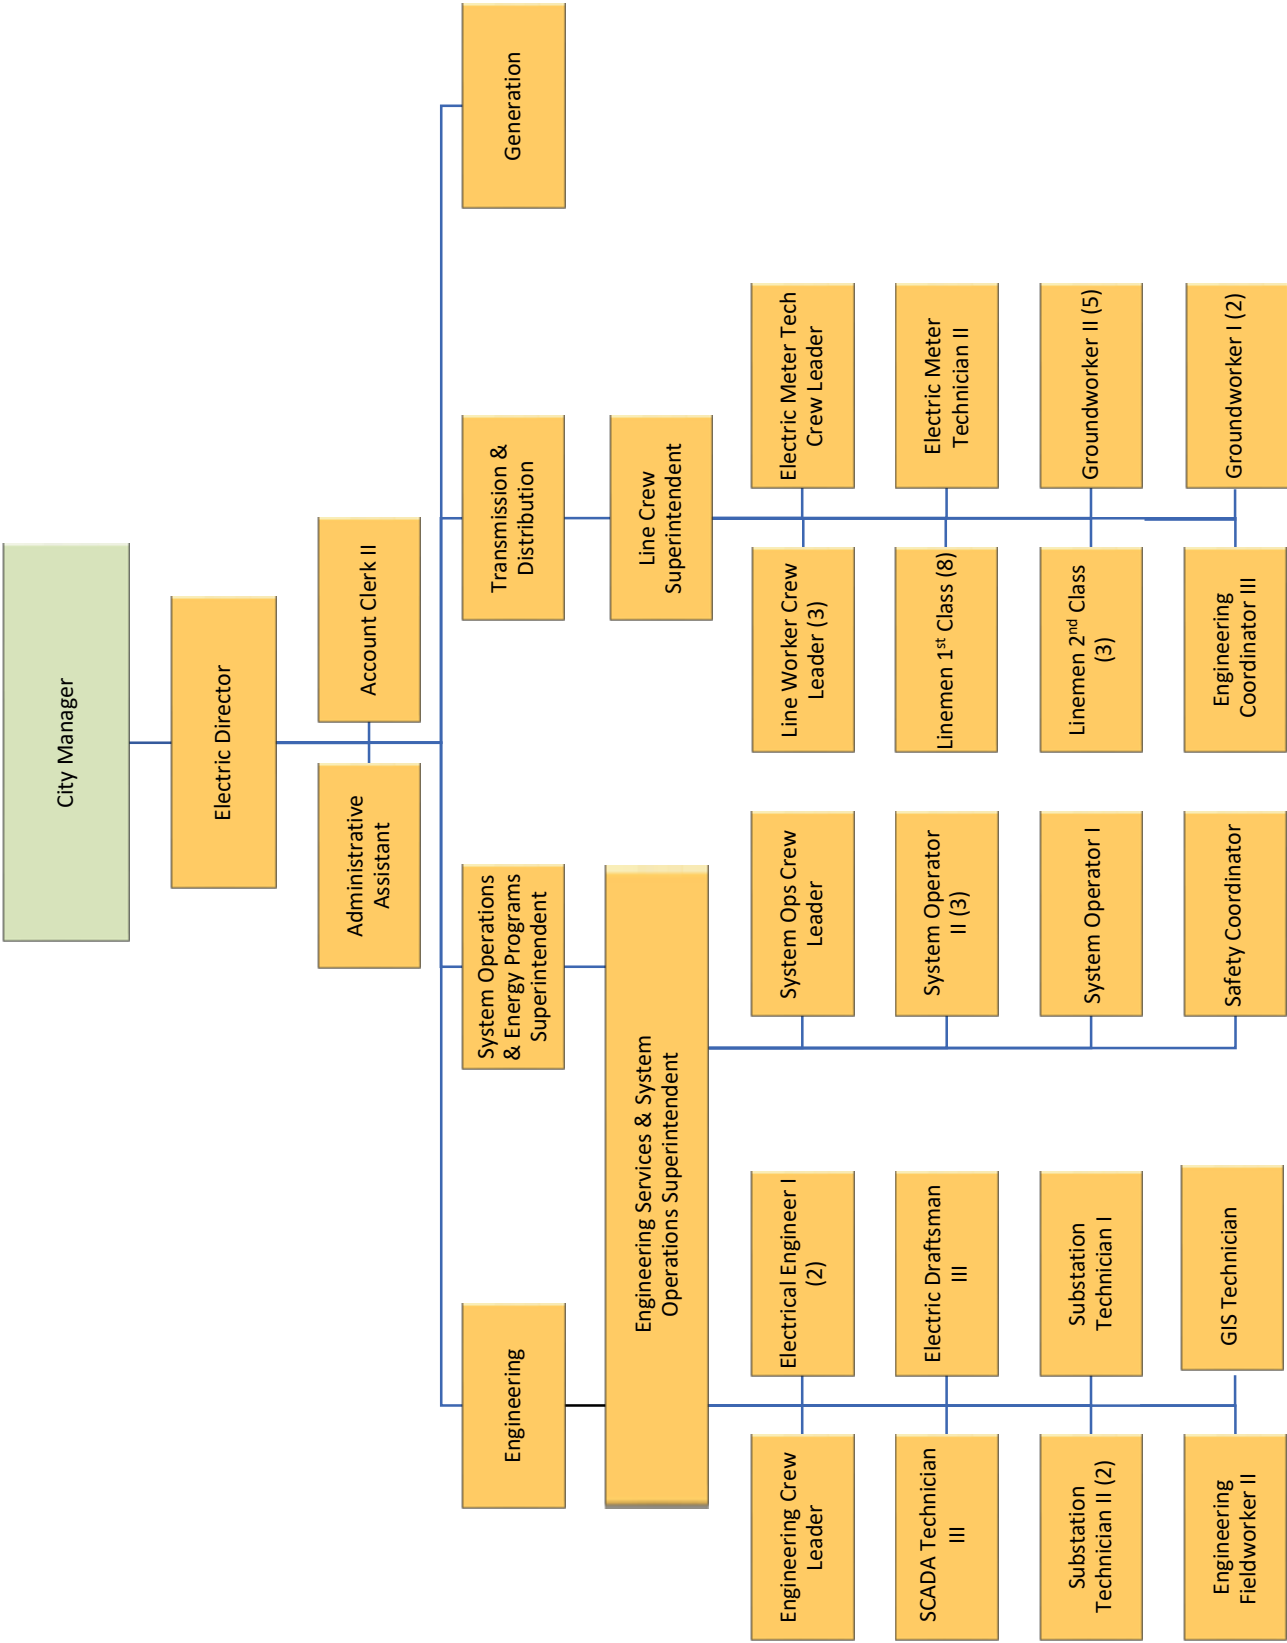 City Manager
Electric Director
Administrative
Assistant
Account Clerk II
Engineering
System Operations
& Energy Programs
Superintendent
Transmission &
Distribution
Generation
Engineering Services & System
Operations Superintendent
Line Crew
Superintendent
Engineering Crew
Leader
Electrical Engineer I
(2)
System Ops Crew
Leader
Line Worker Crew
Leader (3)
Electric Meter Tech
Crew Leader
SCADA Technician
III
Electric Draftsman
III
System Operator
II (3)
Linemen 1st Class (8)
Electric Meter
Technician II
Substation
Technician II (2)
Substation
Technician I
System Operator I
Linemen 2nd Class
(3)
Groundworker II (5)
Engineering
Fieldworker II
GIS Technician
Safety Coordinator
Engineering
Coordinator III
Groundworker I (2)